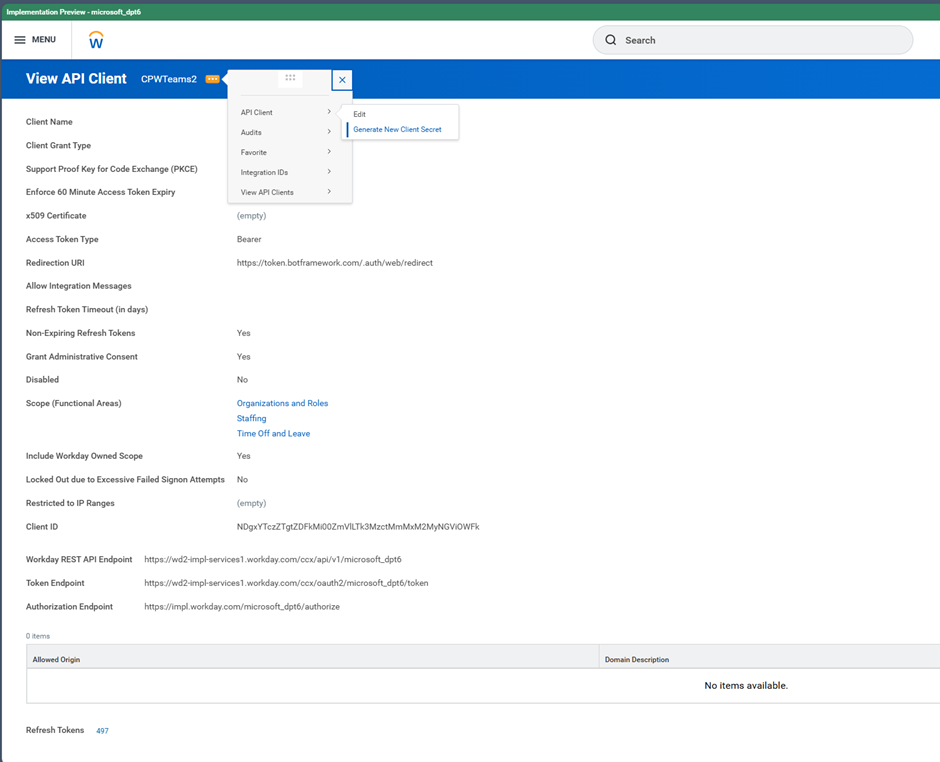 Implementation Preview - microsoft_dpt6
MENU
Search
View API Client CPWTeams2
API Client
Audits
Favorite
Integration IDs
View API Clients
Edit
Generate New Client Secret
Client Name
Client Grant Type
Support Proof Key for Code Exchange (PKCE)
Enforce 60 Minute Access Token Expiry
x509 Certificate (empty)
Access Token Type Bearer
Redirection URI https://token.botframework.com/.auth/web/redirect
Allow Integration Messages
Refresh Token Timeout (in days)
Non-Expiring Refresh Tokens Yes
Grant Administrative Consent Yes
Disabled No
Scope (Functional Areas) Organizations and Roles
Staffing
Time Off and Leave
Include Workday Owned Scope Yes
Locked Out due to Excessive Failed Signon Attempts No
Restricted to IP Ranges (empty)
Client ID NDgxYTczZTgtZDFkMi00ZmVlLTk3MzctMmMxM2MyNGViOWFk
Workday REST API Endpoint https://wd2-impl-services1.workday.com/ccx/api/v1/microsoft_dpt6
Token Endpoint https://wd2-impl-services1.workday.com/ccx/oauth2/microsoft_dpt6/token
Authorization Endpoint https://impl.workday.com/microsoft_dpt6/authorize
0 items
Allowed Origin Domain Description
No items available.
Refresh Tokens 497